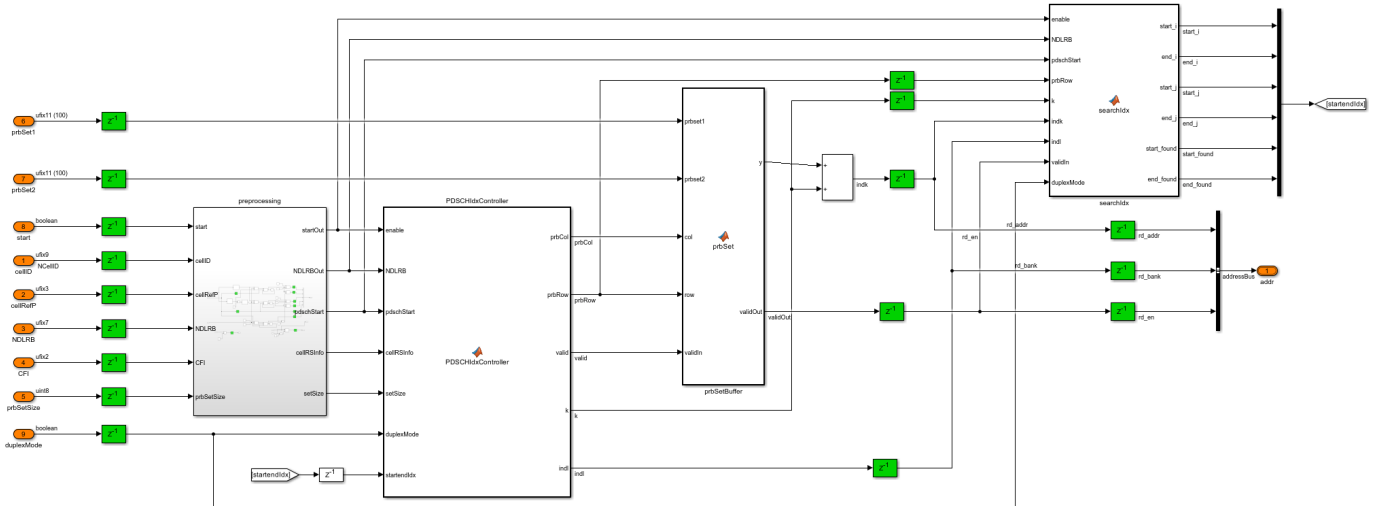 enable
NDLRB
pdschStart
prbRow
k
indk
indl
validIn
duplexMode
searchIdx
start_i
end_i
start_j
end_j
start_found
end_found
start_i
end_i
start_j
end_j
start_found
end_found
searchIdx
[startendIdx]
z-1
z-1
6
ufix11 (100)
z-1
prbSet1
7
ufix11 (100)
z-1
prbSet2
prbset1
prbset2
col
row
validIn
prbSet
y
validOut
validOut
prbSetBuffer
+
+
indk
z-1
preprocessing
8
boolean
z-1
start
1
ufix9
NCellID
z-1
cellID
2
ufix3
z-1
cellRefP
3
ufix7
z-1
NDLRB
4
ufix2
z-1
CFI
5
uint8
z-1
prbSetSize
9
boolean
z-1
duplexMode
start
cellID
cellRefP
NDLRB
CFI
prbSetSize
startOut
NDLRBOut
pdschStart
cellRSInfo
setSize
PDSCHIdxController
enable
NDLRB
pdschStart
cellRSInfo
setSize
duplexMode
startendIdx
PDSCHIdxController
prbCol
prbRow
valid
k
indl
prbCol
prbRow
valid
k
indl
[startendIdx]
z-1
z-1
z-1
rd_en
rd_addr
z-1
rd_addr
rd_bank
z-1
rd_bank
z-1
rd_en
addressBus
1
addr